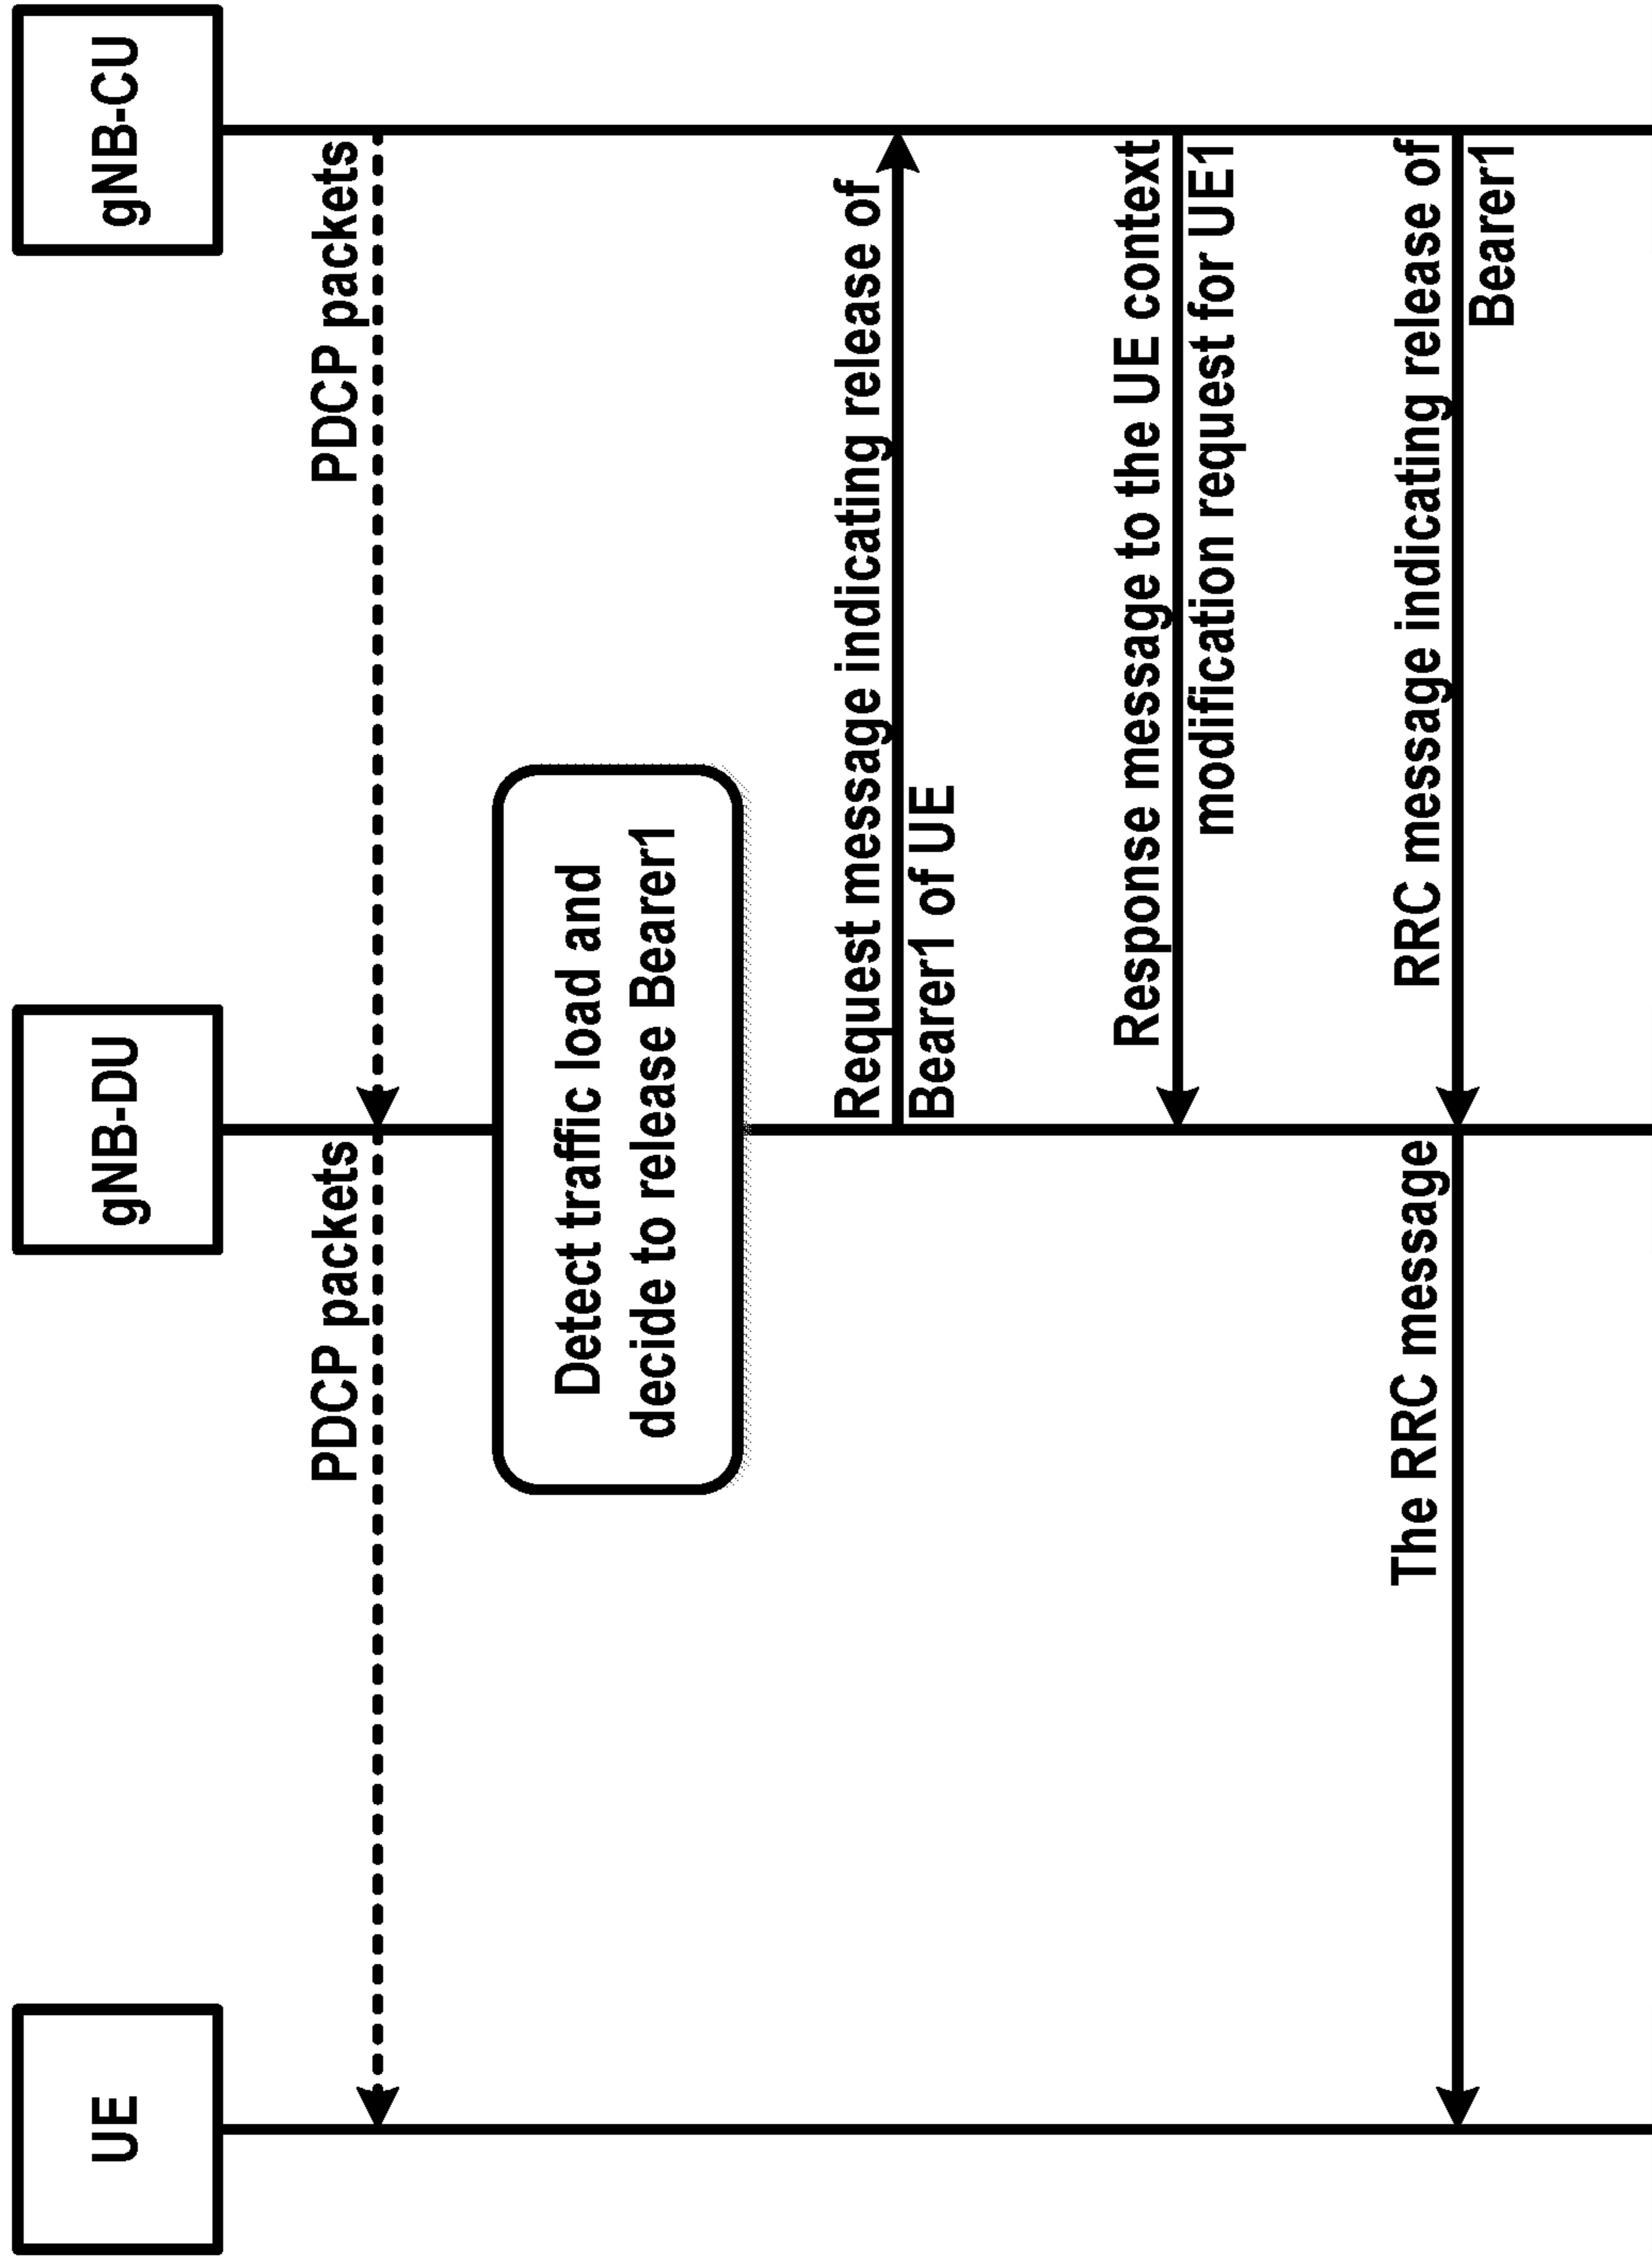 UE
gNB-DU
gNB-CU
PDCP packets
PDCP packets
Detect traffic load and
decide to release Bearer1
Request message indicating release of
Bearer1 of UE
Response message to the UE context
modification request for UE1
The RRC message
RRC message indicating release of
Bearer1